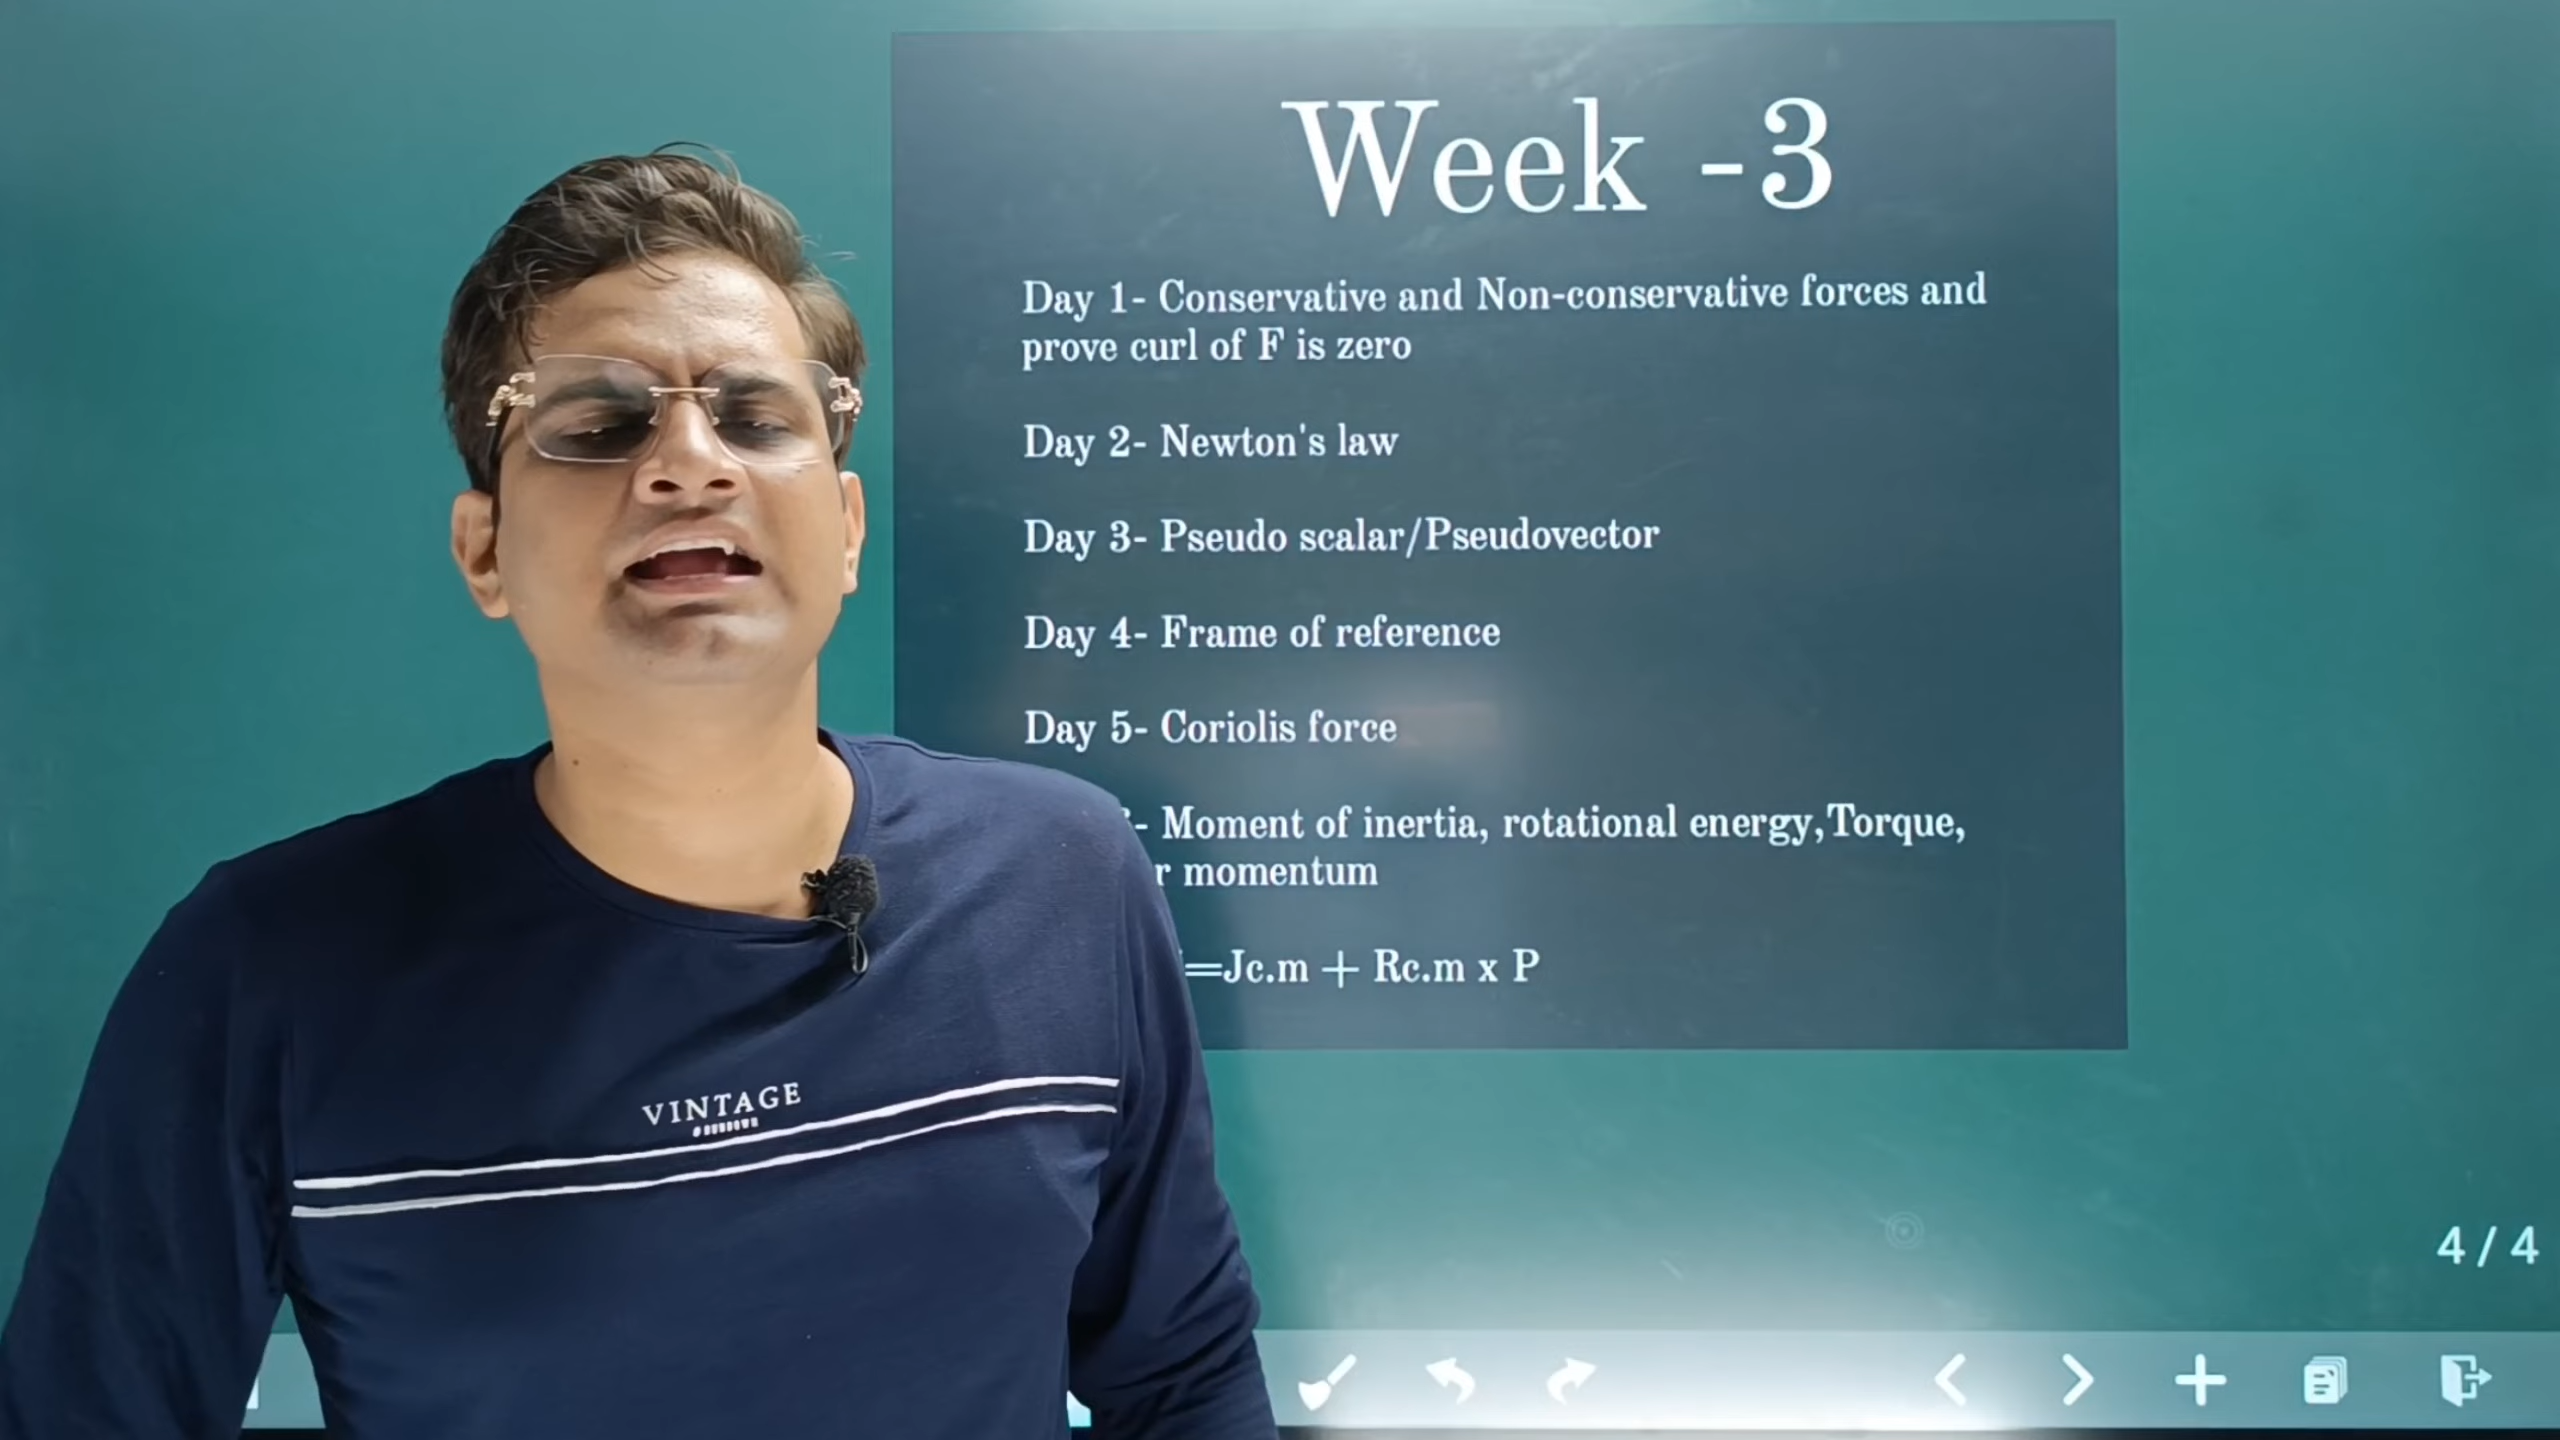 Week -3
Day 1- Conservative and Non-conservative forces and
prove curl of F is zero
Day 2- Newton's law
Day 3- Pseudo scalar/Pseudovector
Day 4- Frame of reference
Day 5- Coriolis force
- Moment of inertia, rotational energy,Torque,
r momentum
=Jc.m + Rc.m x P
VINTAGE
4 / 4